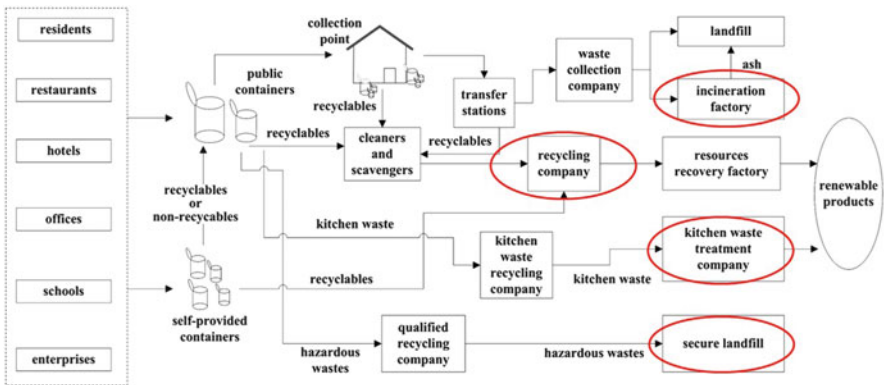 residents
restaurants
hotels
offices
schools
enterprises
public
containers
recyclables
or
non-recycables
self-provided
containers
collection
point
recyclables
recyclables
cleaners
and
scavengers
transfer
stations
recyclables
waste
collection
company
landfill
ash
incineration
factory
recycling
company
resources
recovery factory
renewable
products
kitchen waste
kitchen
waste
recycling
company
kitchen waste
kitchen waste
treatment
company
recyclables
hazardous
wastes
qualified
recycling
company
hazardous wastes
secure landfill